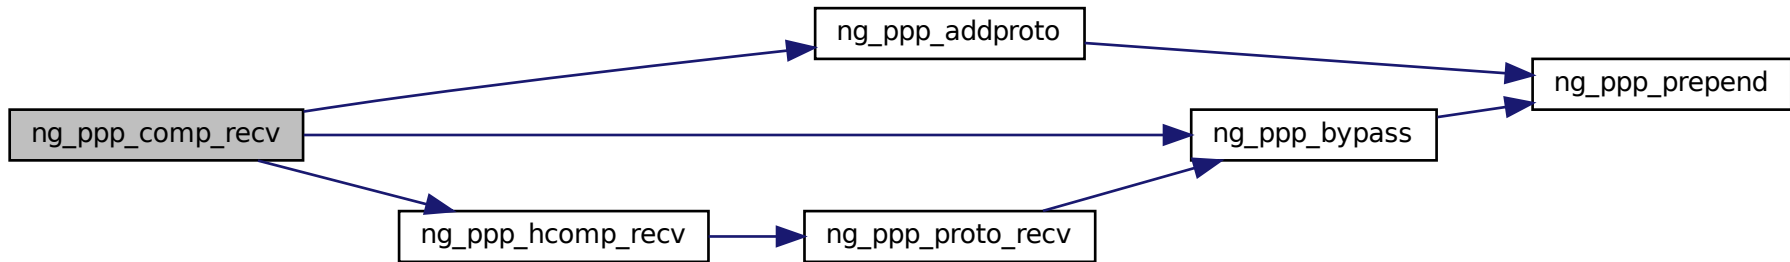 ng_ppp_addproto
ng_ppp_prepend
ng_ppp_comp_recv
ng_ppp_bypass
ng_ppp_hcomp_recv
ng_ppp_proto_recv